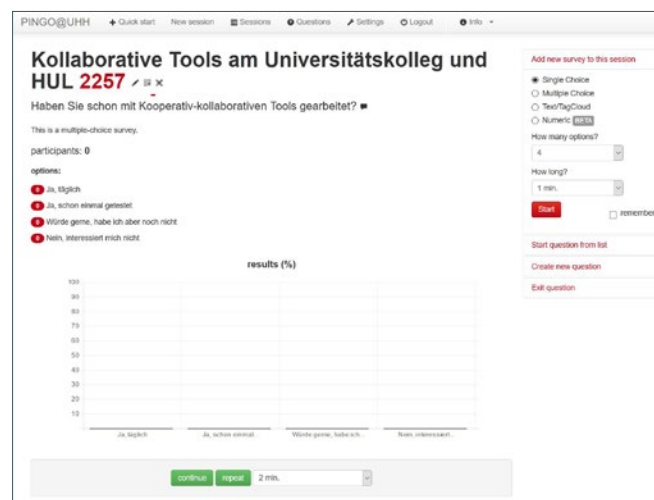 PINGO@UHH
Quick start
New session
Sessions
Questions
Settings
Logout
Info
Kollaborative Tools am Universitätskolleg und
HUL 2257
Haben Sie schon mit Kooperativ-kollaborativen Tools gearbeitet?
This is a multiple-choice survey.
participants: 0
options:
0 Ja, täglich
0 Ja, schon einmal getestet
0 Würde gerne, habe ich aber noch nicht
0 Nein, interessiert mich nicht
results (%)
100
90
80
70
60
50
40
30
20
10
Ja, täglich
Ja, schon einmal...
Würde gerne, habe ich...
Nein, interessiert...
continue
repeat
2 min.
Add new survey to this session
Single Choice
Multiple Choice
Text/TagCloud
Numeric BETA
How many options?
4
How long?
1 min.
Start
remember
Start question from list
Create new question
Exit question